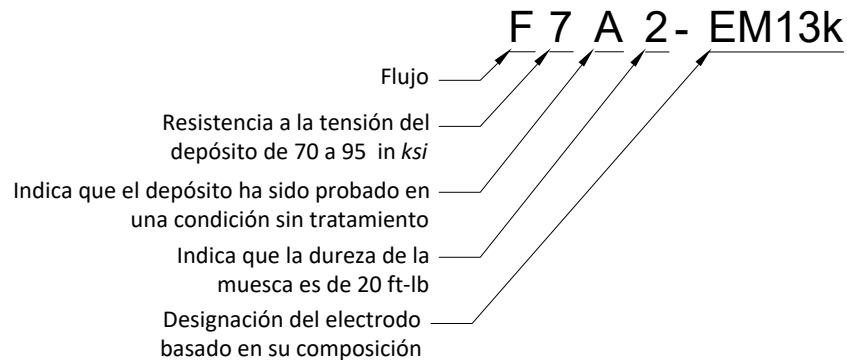 F 7 A 2 - EM13k
Flujo
Resistencia a la tensión del
depósito de 70 a 95 in ksi
Indica que el depósito ha sido probado en
una condición sin tratamiento
Indica que la dureza de la
muesca es de 20 ft-lb
Designación del electrodo
basado en su composición